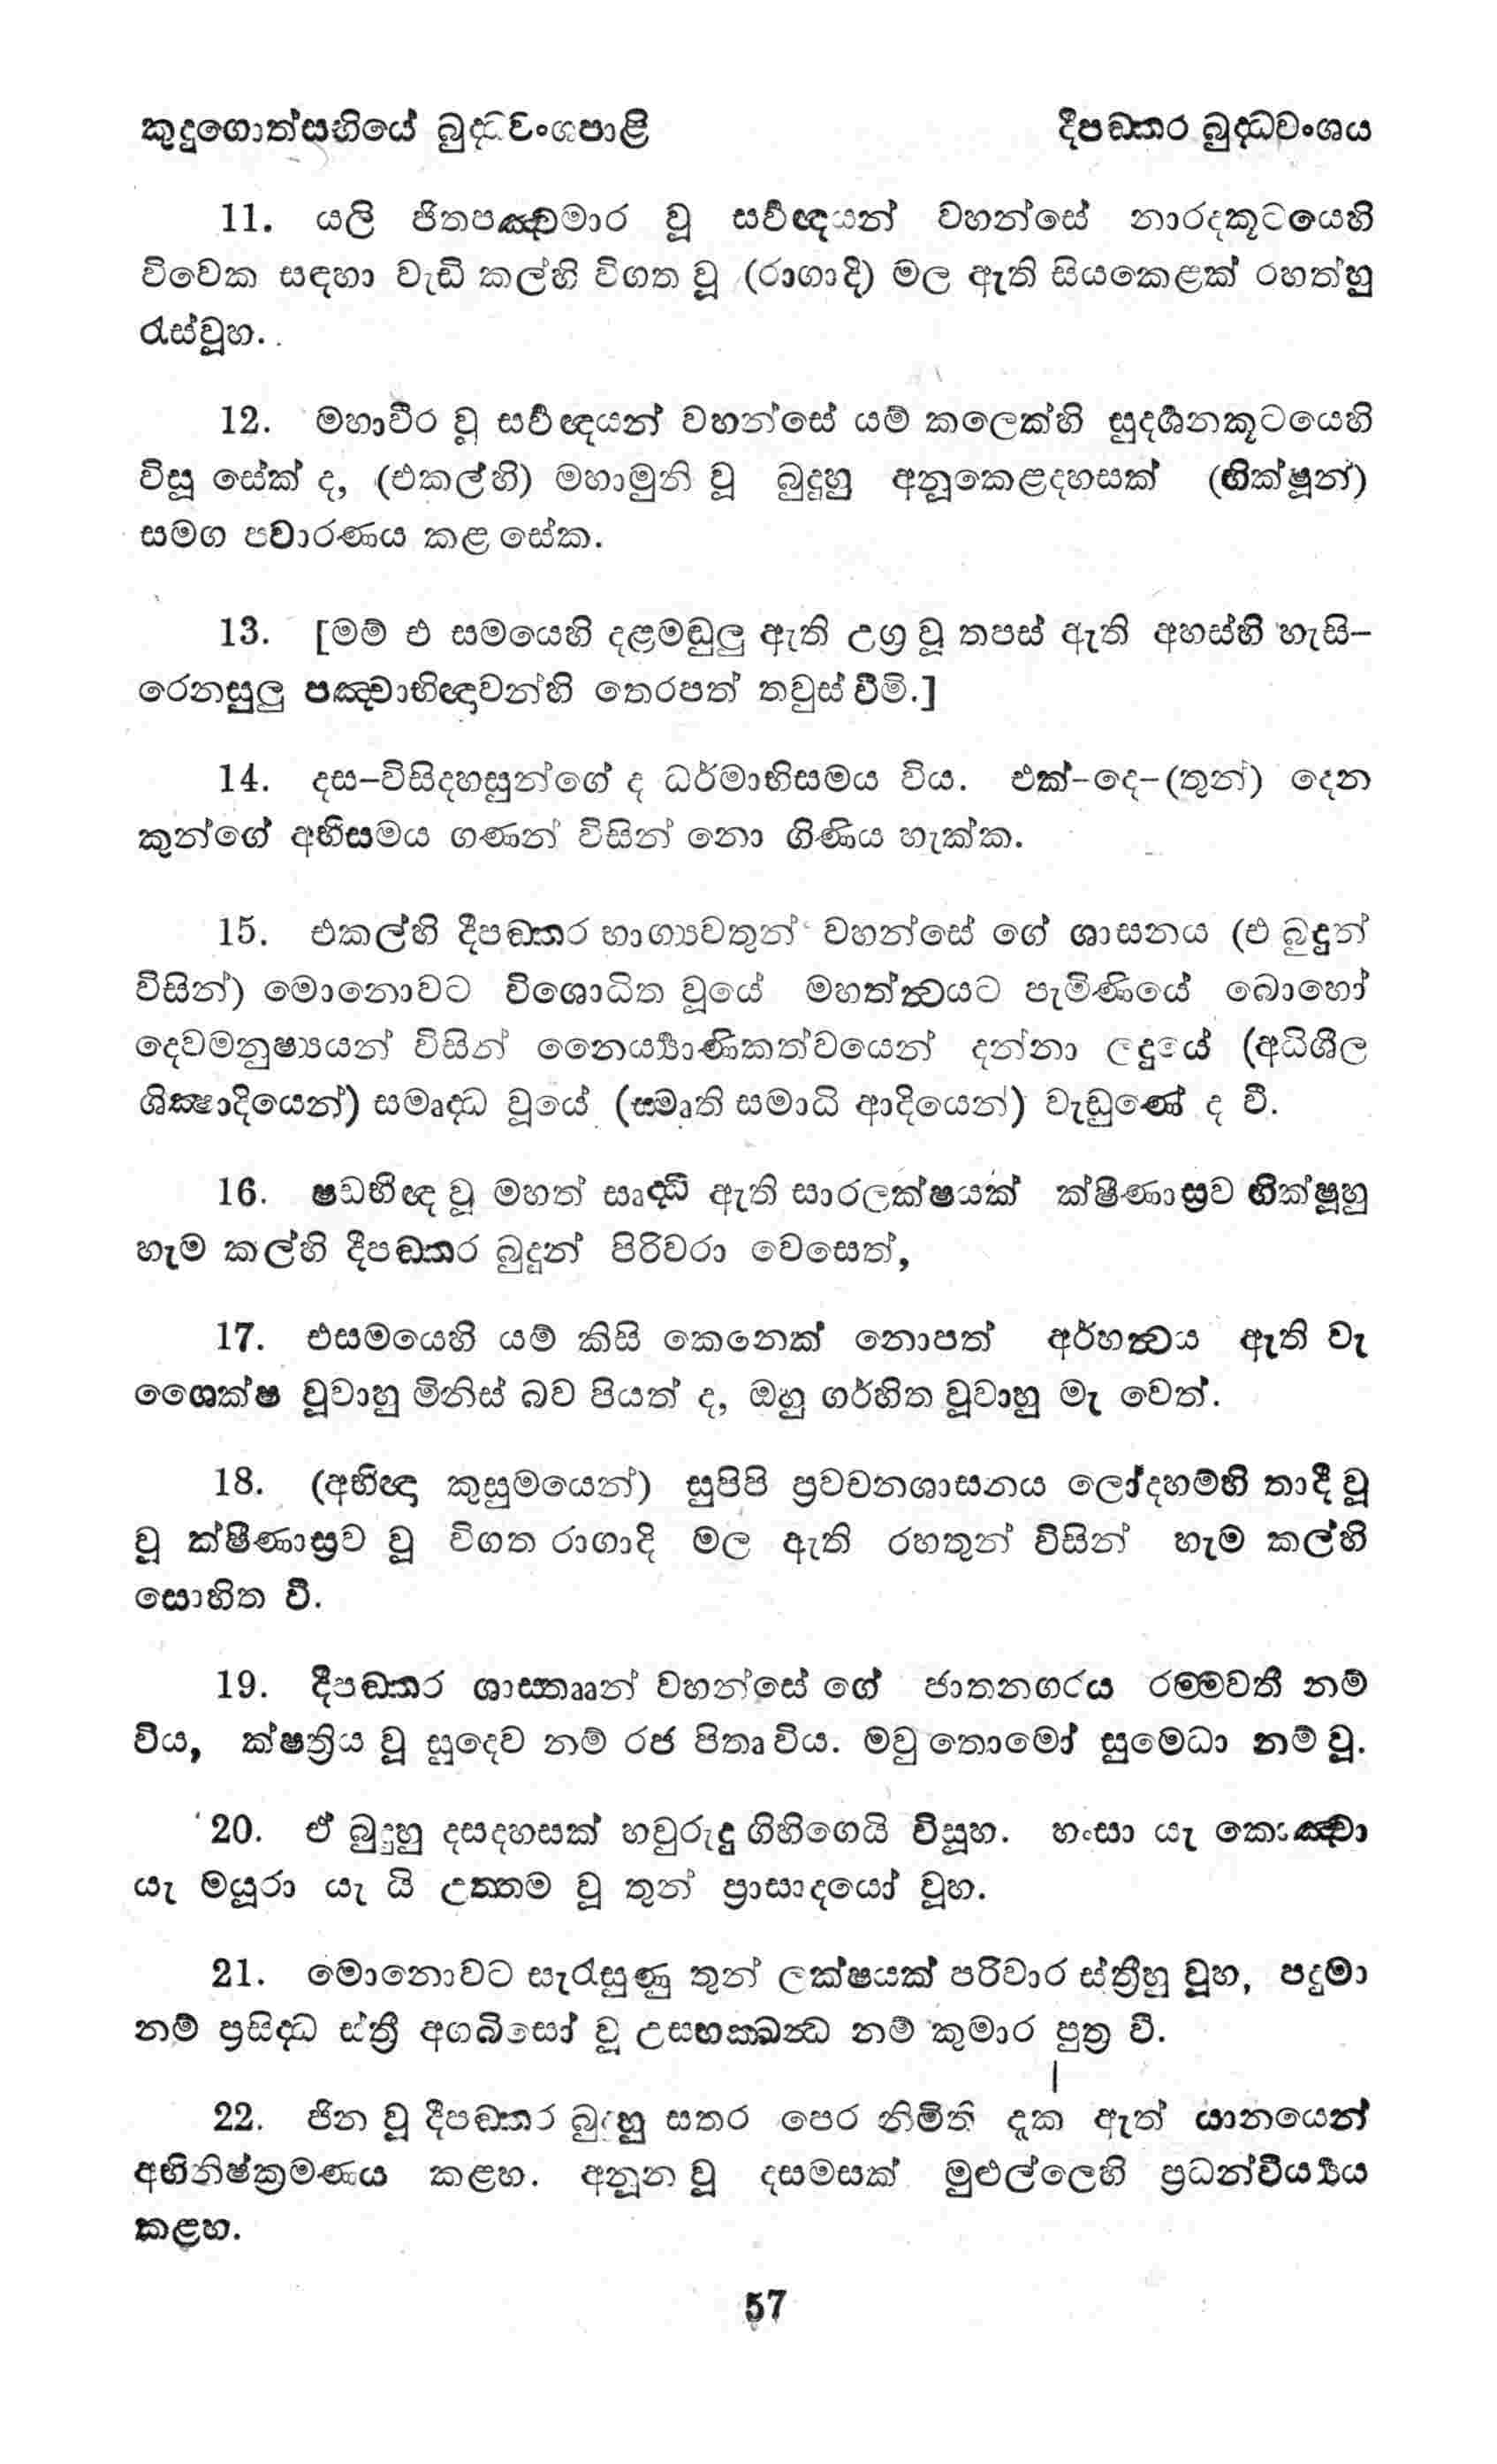 කුදුගොත්සඟියේ බුද්ධවංශපාළි දීපඞ්කර බුද්ධවංශය
11. යලි ජිතපඤ්චමාර වූ සර්වඥයන් වහන්සේ නාරදකූටයෙහි
විවෙක සඳහා වැඩි කල්හි විගත වූ (රාගාදි) මල ඇති සියකෙළක් රහත්හු
රැස්වූහ.
12. මහාවීර වූ සර්වඥයන් වහන්සේ යම් කලෙක්හි සුදර්ශනකූටයෙහි
විසූ සේක් ද, (එකල්හි) මහාමුනි වූ බුදුහු අනූකෙළදහසක් (භික්ෂූන්)
සමග පවාරණය කළ සේක.
13. [මම් එ සමයෙහි දළමඬුලු ඇති උග්‍ර වූ තපස් ඇති අහස්හි හැසි-
රෙනසුලු පඤ්චාභිඥාවන්හි තෙරපත් තවුස් වීමි.]
14. දස-විසිදහසුන්ගේ ද ධර්මාභිසමය විය. එක්-දෙ-(තුන්) දෙන
කුන්ගේ අභිසමය ගණන් විසින් නො ගිණිය හැක්ක.
15. එකල්හි දීපඞ්කර භාග්‍යවතුන් වහන්සේ ගේ ශාසනය (එ බුදුන්
විසින්) මොනොවට විශොධිත වූයේ මහත්ත්වයට පැමිණියේ බොහෝ
දෙවමනුෂ්‍යයන් විසින් නෛර්ය්‍යාණිකත්වයෙන් දන්නා ලදුයේ (අධිශීල
ශික්ෂාදියෙන්) සමෘද්ධ වූයේ (සමෘති සමාධි ආදියෙන්) වැඩුණේ ද වී.
16. ෂඩභිඥ වූ මහත් සෘද්ධි ඇති සාරලක්ෂයක් ක්ෂීණාස්‍රව භික්ෂූහු
හැම කල්හි දීපඞ්කර බුදුන් පිරිවරා වෙසෙත්,
17. එසමයෙහි යම් කිසි කෙනෙක් නොපත් අර්හත්වය ඇති වැ
ශෛක්ෂ වූවාහු මිනිස් බව පියත් ද, ඔහු ගර්හිත වූවාහු මැ වෙත්.
18. (අභිඥා කුසුමයෙන්) සුපිපි ප්‍රවචනශාසනය ලෝදහම්හි තාදී වූ
වූ ක්ෂීණාස්‍රව වූ විගත රාගාදි මල ඇති රහතුන් විසින් හැම කල්හි
සොභිත වී.
19. දීපඞ්කර ශාස්තෲන් වහන්සේ ගේ ජාතනගරය රම්මවතී නම්
විය, ක්ෂත්‍රිය වූ සුදෙව නම් රජ පිතෘ විය. මවු තොමෝ සුමෙධා නම් වූ.
20. ඒ බුදුහු දසදහසක් හවුරුදු ගිහිගෙයි විසූහ. හංසා යැ කොඤ්චා
යැ මයූරා යැ යි උත්තම වූ තුන් ප්‍රාසාදයෝ වූහ.
21. මොනොවට සැරැසුණු තුන් ලක්ෂයක් පරිවාර ස්ත්‍රීහු වූහ, පදුමා
නම් ප්‍රසිද්ධ ස්ත්‍රී අගබිසෝ වූ උසභක්ඛන්ධ නම් කුමාර පුත්‍ර වී.
22. ජින වූ දීපඞ්කර බුදුහු සතර පෙර නිමිති දැක ඇත් යානයෙන්
අභිනිෂ්ක්‍රමණය කළහ. අනූන වූ දසමසක් මුළුල්ලෙහි ප්‍රධන්වීර්ය්‍යය
කළහ.
57